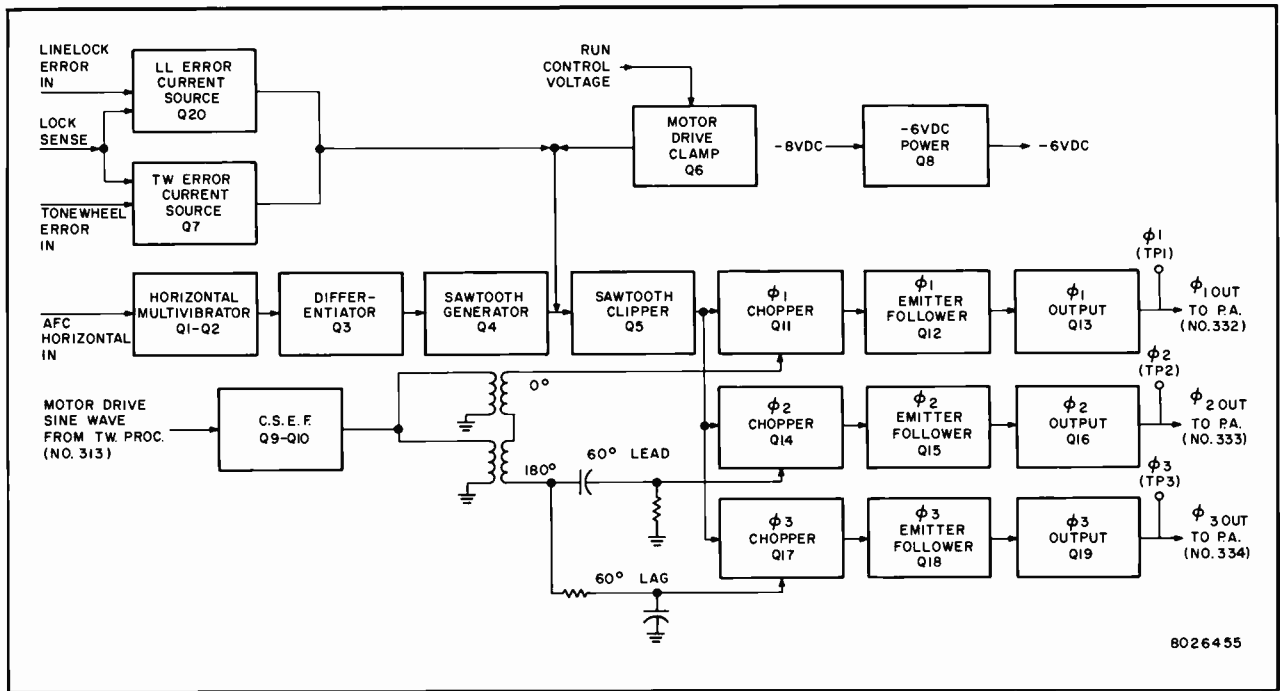 LINELOCK
ERROR
IN
LL ERROR
CURRENT
SOURCE
Q20
LOCK
SENSE
TW ERROR
CURRENT
SOURCE
Q7
TONEWHEEL
ERROR
IN
RUN
CONTROL
VOLTAGE
MOTOR
DRIVE
CLAMP
Q6
-8VDC
-6VDC
POWER
Q8
-6VDC
AFC
HORIZONTAL
IN
HORIZONTAL
MULTIVIBRATOR
Q1-Q2
DIFFER-
ENTIATOR
Q3
SAWTOOTH
GENERATOR
Q4
SAWTOOTH
CLIPPER
Q5
ϕ1
CHOPPER
Q11
ϕ1
EMITTER
FOLLOWER
Q12
ϕ1
OUTPUT
Q13
ϕ1
(TP1)
ϕ1 OUT
TO P.A.
(NO.332)
MOTOR DRIVE
SINE WAVE
FROM TW. PROC.
(NO. 313)
C.S.E.F.
Q9-Q10
0°
180°
60° LEAD
60° LAG
ϕ2
CHOPPER
Q14
ϕ2
EMITTER
FOLLOWER
Q15
ϕ2
OUTPUT
Q16
ϕ2
(TP2)
ϕ2 OUT
TO P.A.
(NO.333)
ϕ3
CHOPPER
Q17
ϕ3
EMITTER
FOLLOWER
Q18
ϕ3
OUTPUT
Q19
ϕ3
(TP3)
ϕ3 OUT
TO P.A.
(NO.334)
8026455